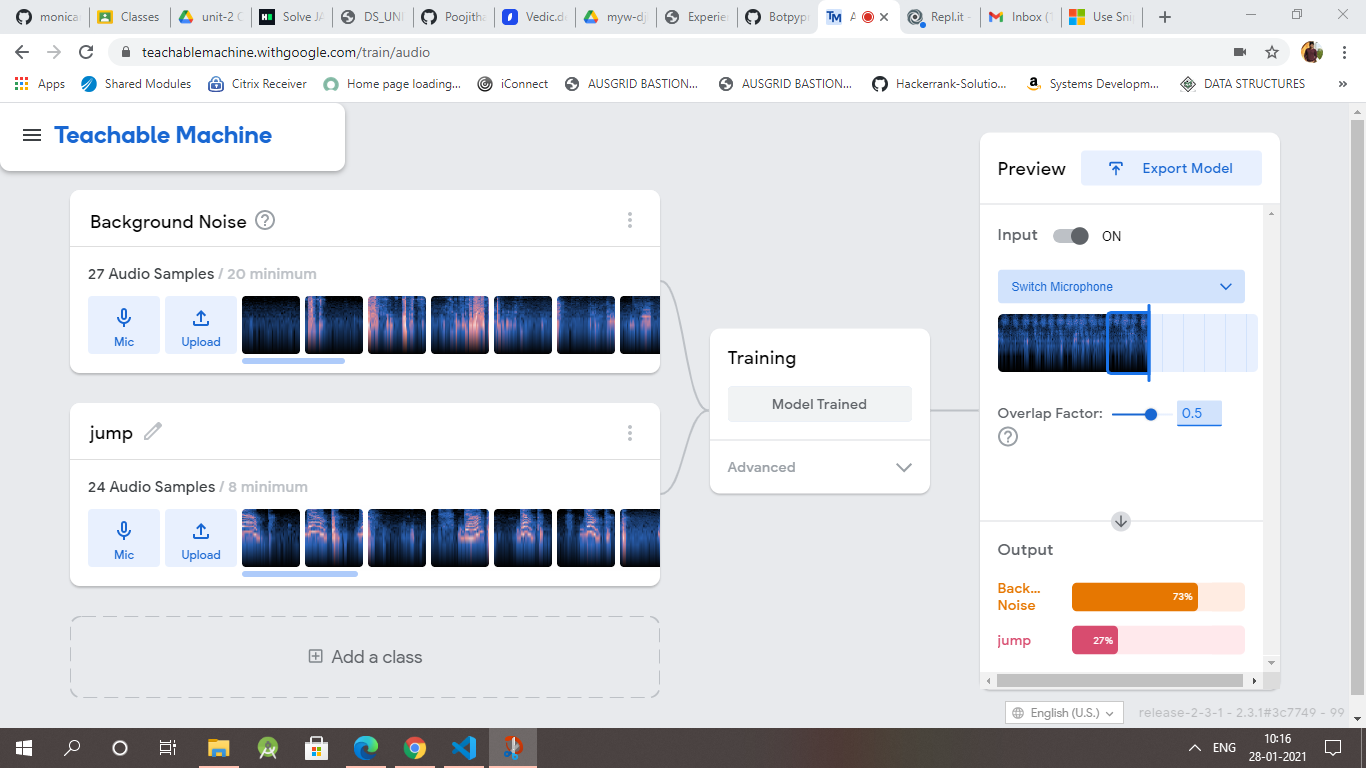 monica
Classes
unit-2 C
Solve JA
DS_UNI
Poojitha
Vedic.de
myw-dj
Experie
Botpypi
Repl.it -
Inbox (1
Use Snip
teachablemachine.withgoogle.com/train/audio
Apps
Shared Modules
Citrix Receiver
Home page loading...
iConnect
AUSGRID BASTION...
AUSGRID BASTION...
Hackerrank-Solutio...
Systems Developm...
DATA STRUCTURES
»
Teachable Machine
Background Noise
27 Audio Samples / 20 minimum
Mic
Upload
jump
24 Audio Samples / 8 minimum
Mic
Upload
Add a class
Training
Model Trained
Advanced
Preview
Export Model
Input
ON
Switch Microphone
Overlap Factor:
0.5
Output
Back...
Noise
73%
jump
27%
English (U.S.)
release-2-3-1 - 2.3.1#3c7749 - 99
ENG
10:16
28-01-2021